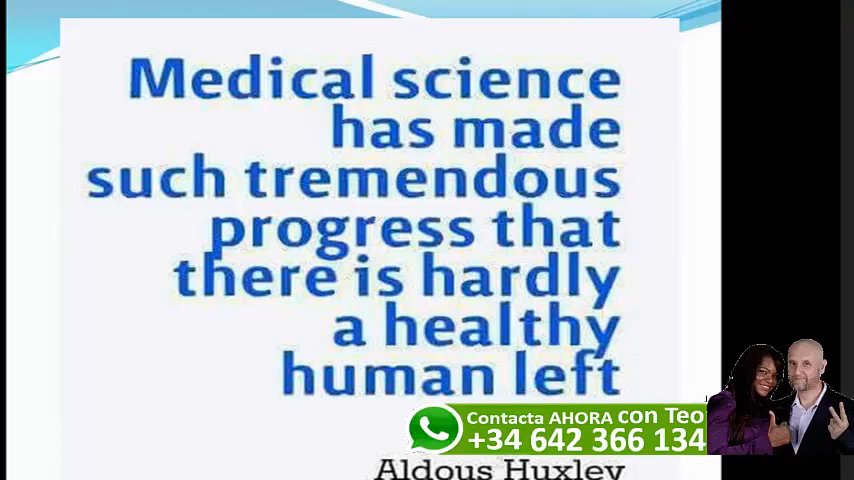 Medical science
has made
such tremendous
progress that
there is hardly
a healthy
human left
Contacta AHORA con Teo
+34 642 366 134
Aldous Huxley